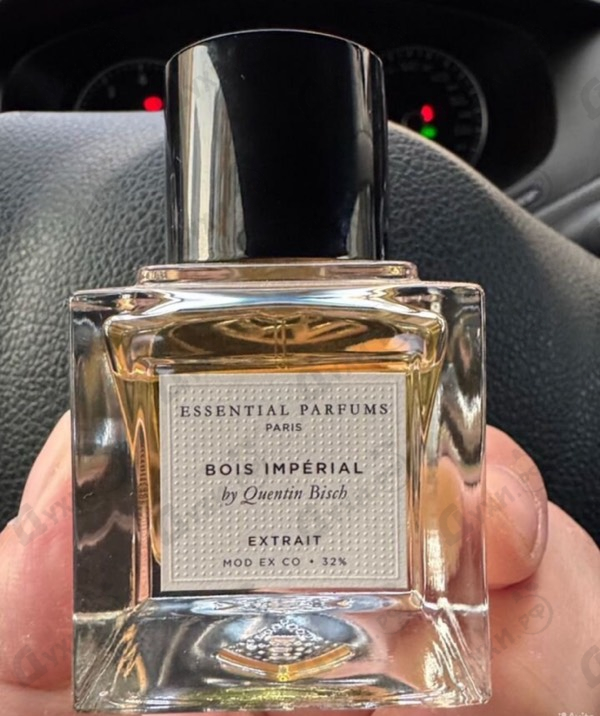 ESSENTIAL PARFUMS
PARIS
BOIS IMPÉRIAL
by Quentin Bisch
EXTRAIT
MOD EX CO • 32%